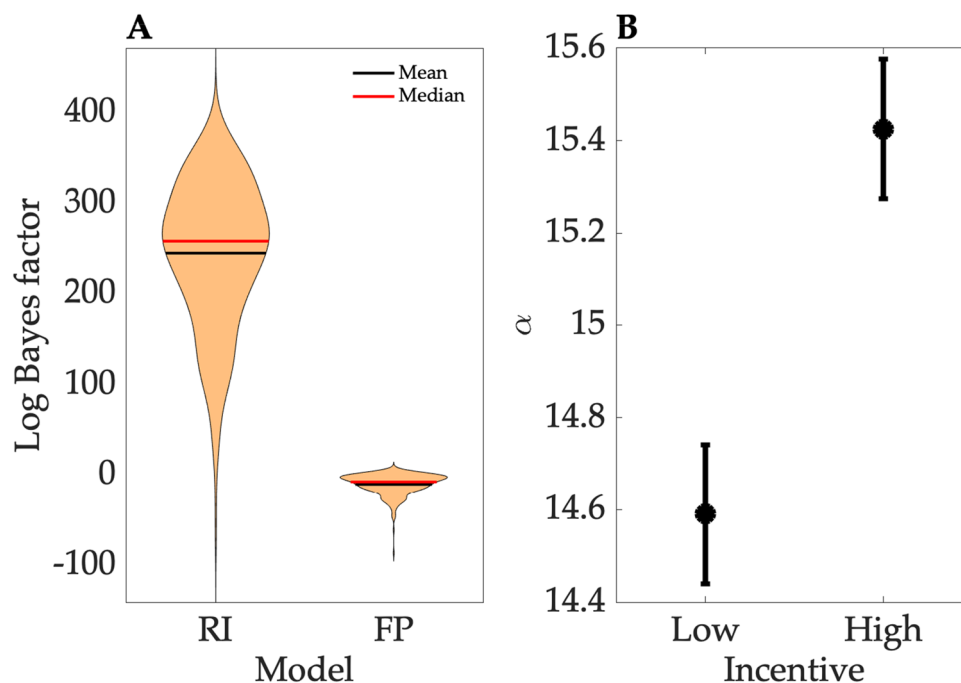 A
Mean
Median
400
300
200
100
0
-100
Log Bayes factor
RI
FP
Model
B
15.6
15.4
15.2
15
14.8
14.6
14.4
α
Low
High
Incentive